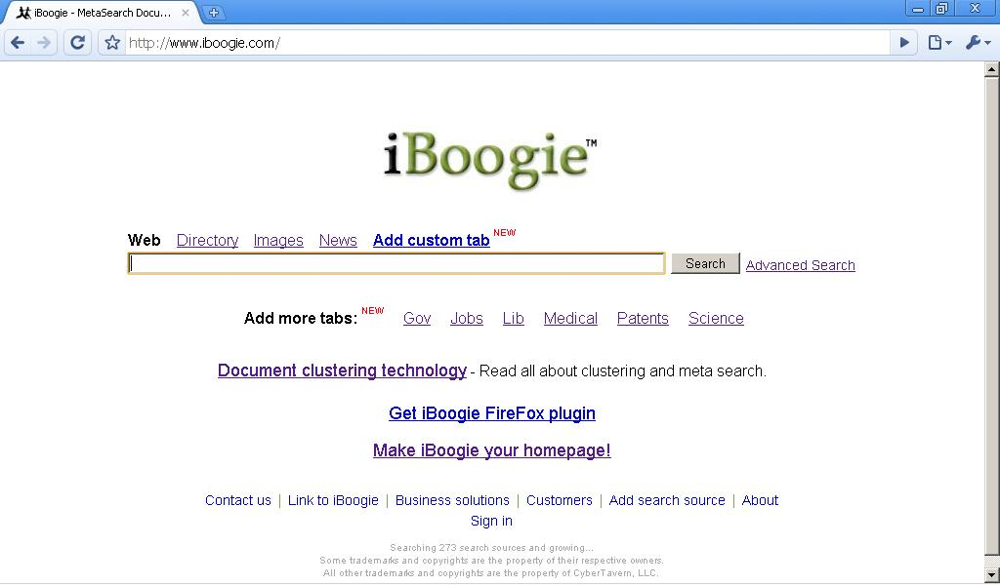 iBoogie - MetaSearch Docu...
http://www.iboogie.com/
iBoogie™
Web Directory Images News Add custom tab NEW
Search Advanced Search
Add more tabs: NEW Gov Jobs Lib Medical Patents Science
Document clustering technology - Read all about clustering and meta search.
Get iBoogie FireFox plugin
Make iBoogie your homepage!
Contact us | Link to iBoogie | Business solutions | Customers | Add search source | About
Sign in
Searching 273 search sources and growing...
Some trademarks and copyrights are the property of their respective owners.
All other trademarks and copyrights are the property of CyberTavern, LLC.